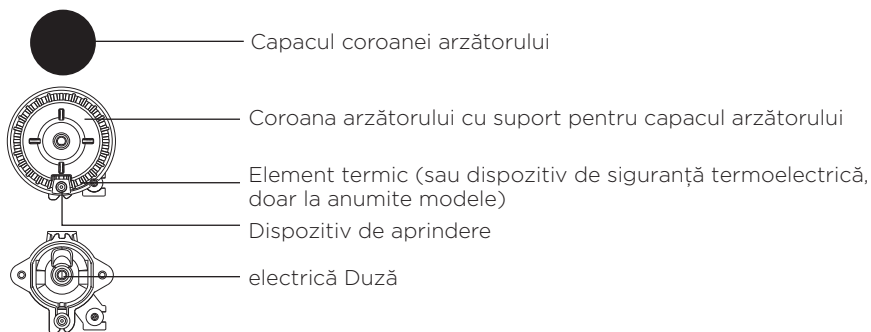 Capacul coroanei arzătorului
Coroana arzătorului cu suport pentru capacul arzătorului
Element termic (sau dispozitiv de siguranță termoelectrică,
doar la anumite modele)
Dispozitiv de aprindere
electrică Duză